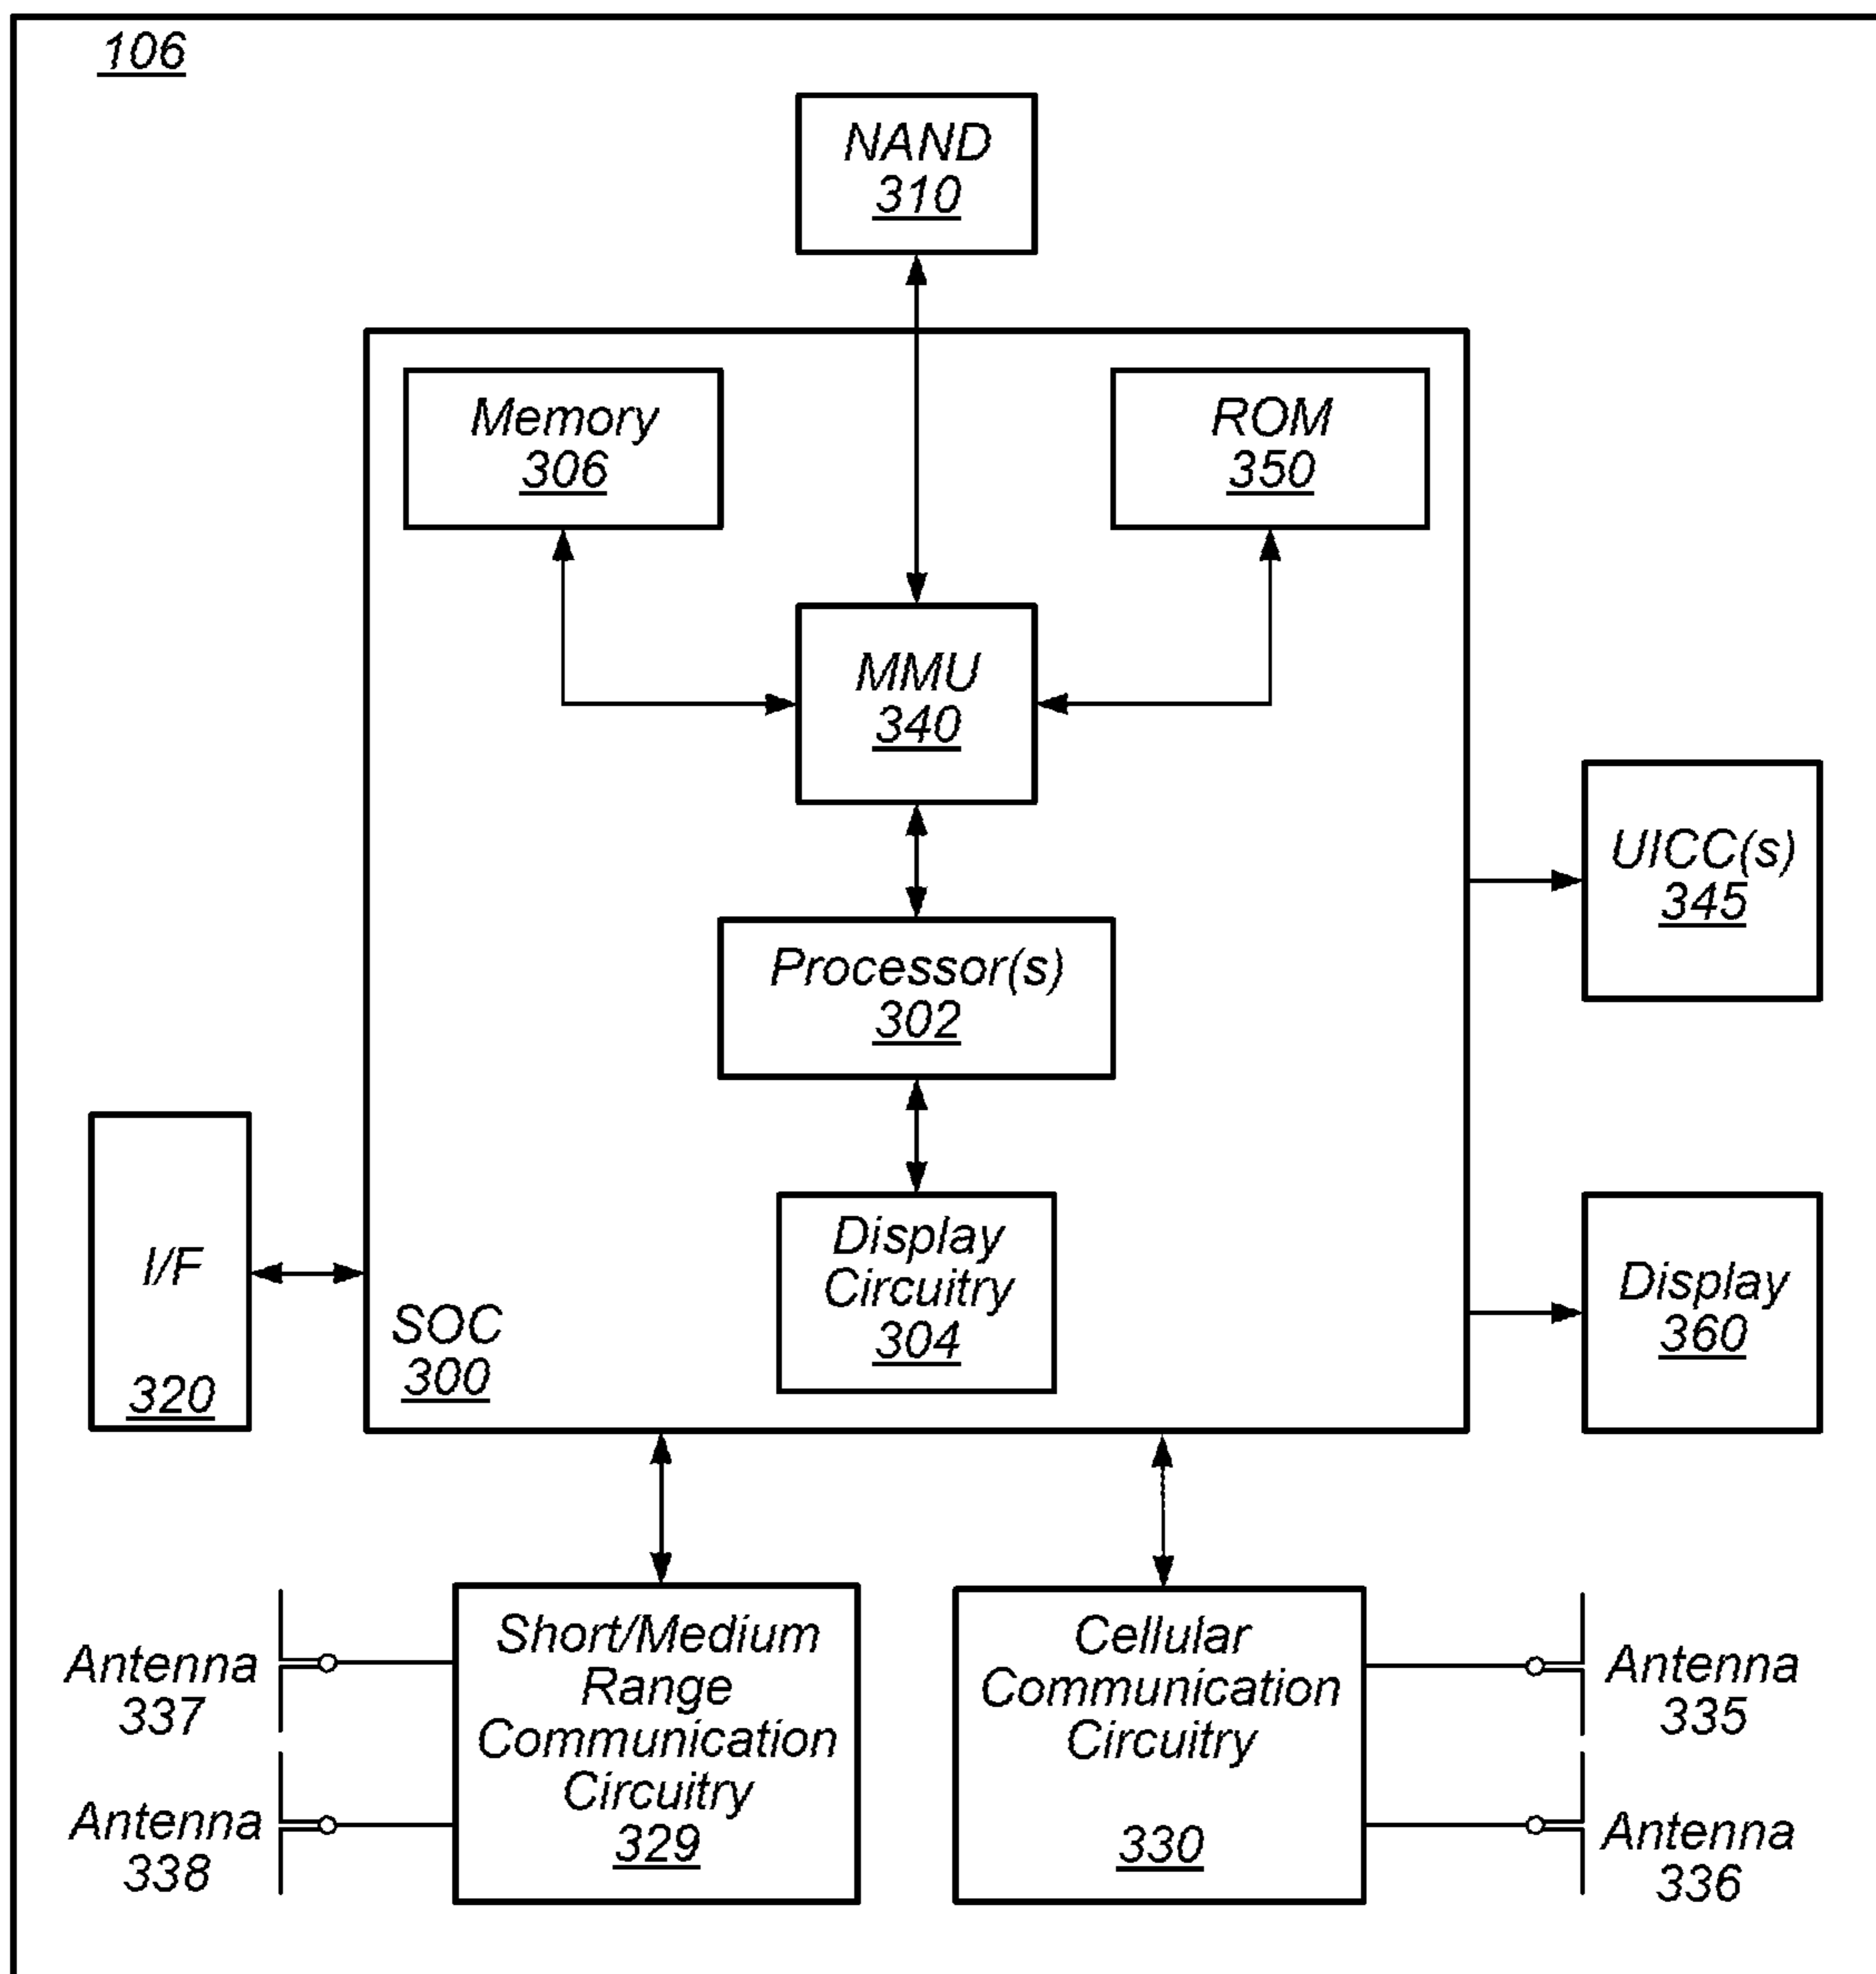 106
NAND
310
Memory
306
ROM
350
MMU
340
UICC(s)
345
Processor(s)
302
I/F
320
Display
Circuitry
304
SOC
300
Display
360
Short/Medium
Range
Communication
Circuitry
329
Cellular
Communication
Circuitry
330
Antenna
337
Antenna
338
Antenna
335
Antenna
336